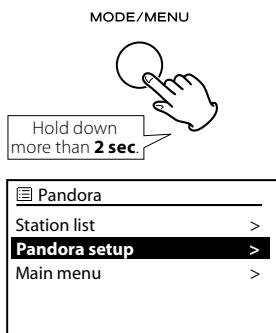 MODE/MENU
Hold down
more than 2 sec.
Pandora
Station list >
Pandora setup >
Main menu >